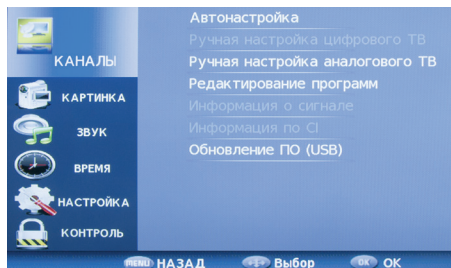 КАНАЛЫ
КАРТИНКА
ЗВУК
ВРЕМЯ
НАСТРОЙКА
КОНТРОЛЬ
Автонастройка
Ручная настройка цифрового ТВ
Ручная настройка аналогового ТВ
Редактирование программ
Информация о сигнале
Информация по CI
Обновление ПО (USB)
MENU НАЗАД Выбор OK OK